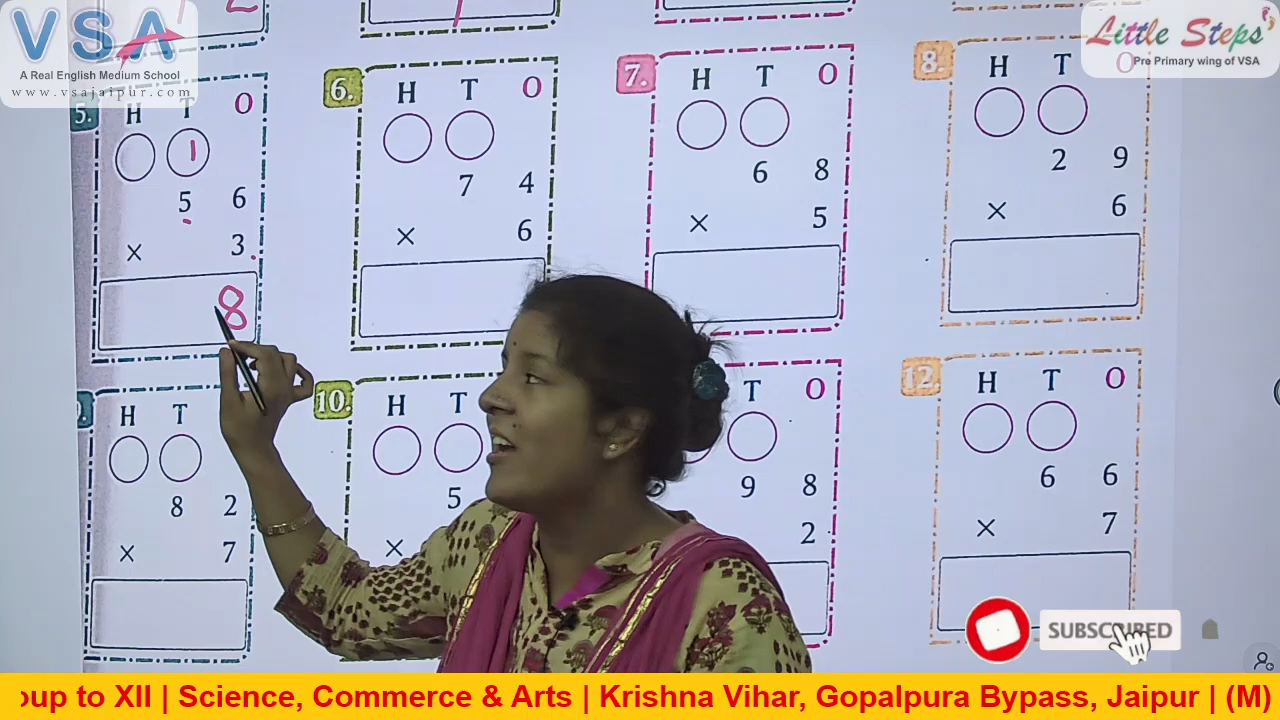 VSA
A Real English Medium School
www.vsajaipur.com
Little Steps
Pre Primary wing of VSA
5.
H T O
1
5 6
× 3
8
6.
H T O
7 4
× 6
7.
H T O
6 8
× 5
8.
H T O
2 9
× 6
H T
8 2
× 7
10.
H T
5
×
T O
9 8
2
12.
H T O
6 6
× 7
SUBSCRIBED
oup to XII | Science, Commerce & Arts | Krishna Vihar, Gopalpura Bypass, Jaipur | (M)